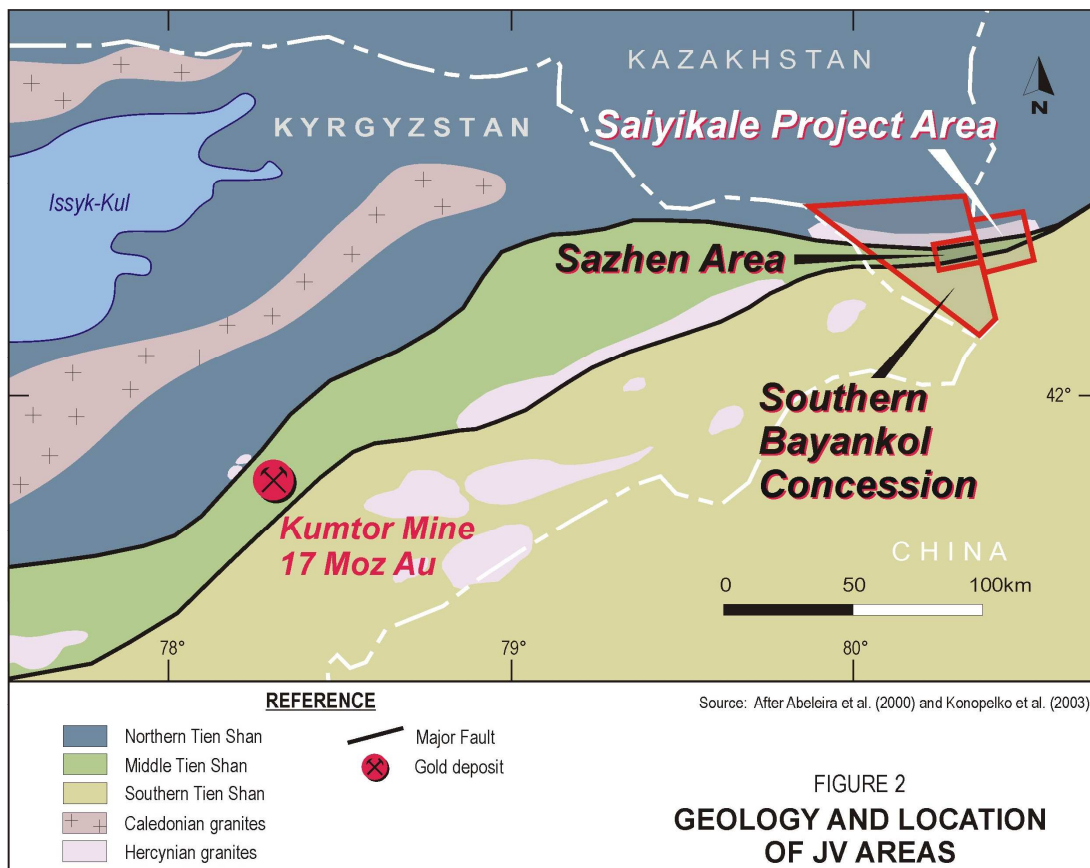 KAZAKHSTAN
KYRGYZSTAN
N
Saiyikale Project Area
Issyk-Kul
Sazhen Area
42°
Southern
Bayankol
Concession
Kumtor Mine
17 Moz Au
CHINA
0 50 100km
78° 79° 80°
REFERENCE
Source: After Abeleira et al. (2000) and Konopelko et al. (2003)
Northern Tien Shan
Middle Tien Shan
Southern Tien Shan
Caledonian granites
Hercynian granites
Major Fault
Gold deposit
FIGURE 2
GEOLOGY AND LOCATION
OF JV AREAS